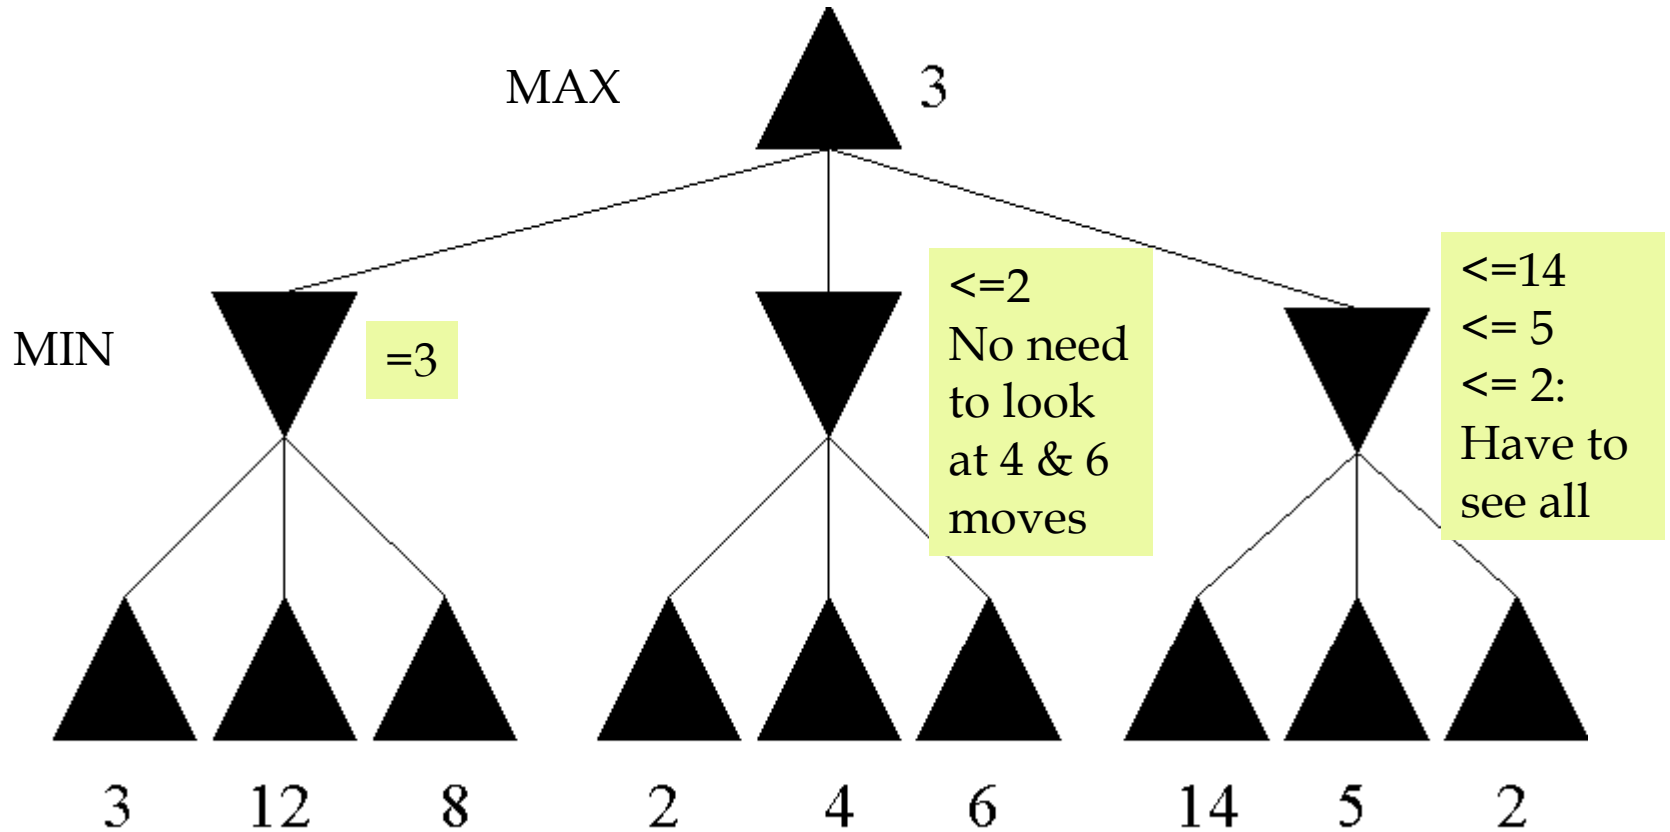 MAX
3
MIN
=3
<=2
No need
to look
at 4 & 6
moves
<=14
<= 5
<= 2:
Have to
see all
3 12 8 2 4 6 14 5 2